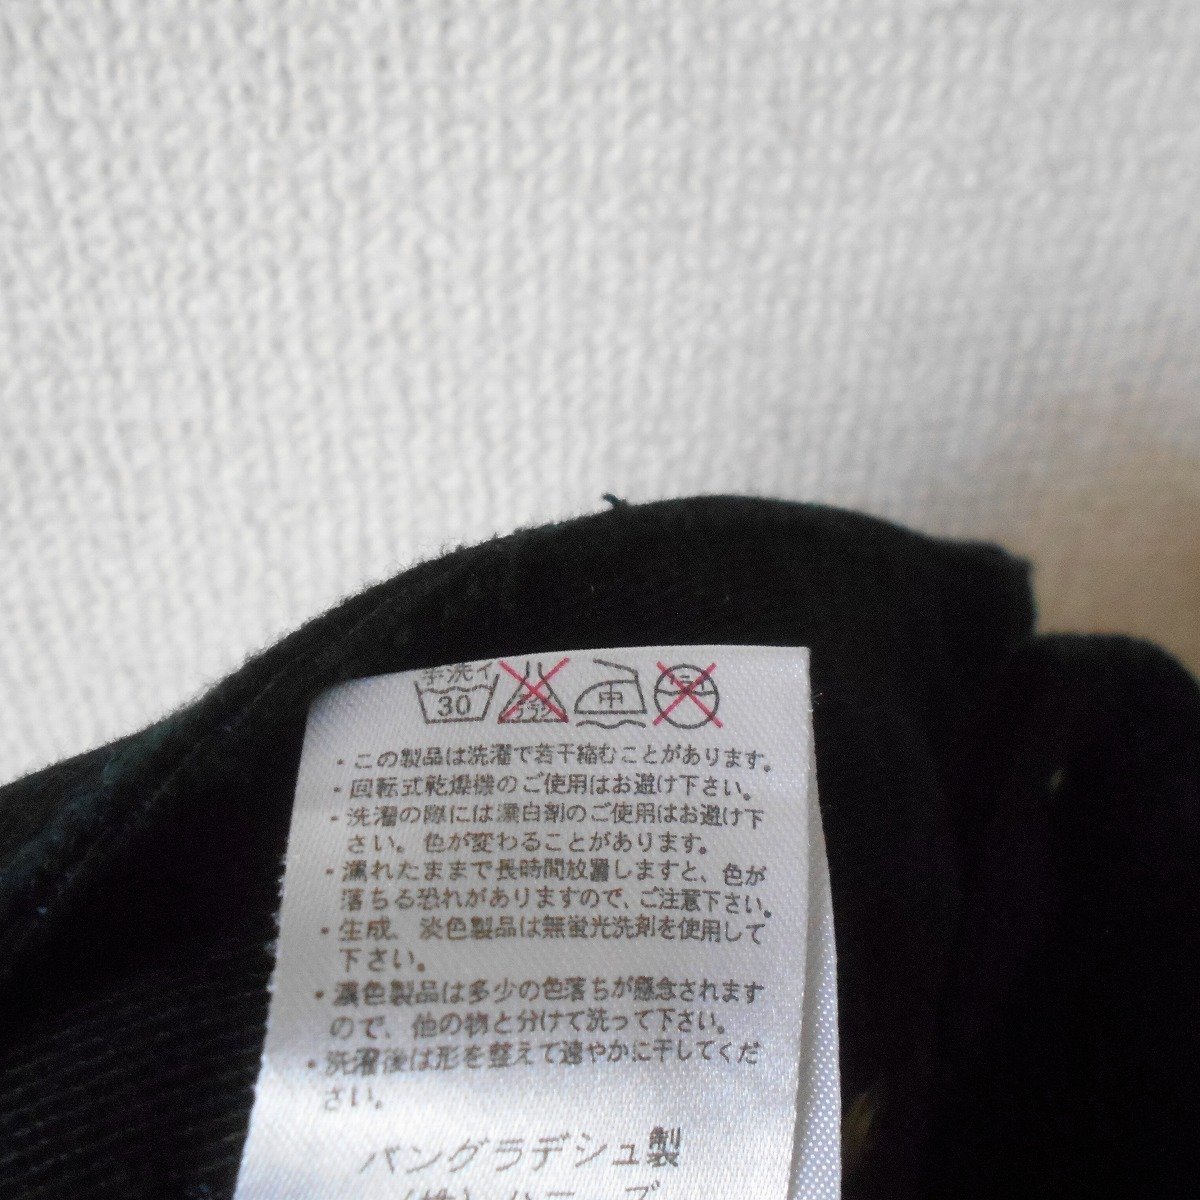 手洗イ
30
中
ドライ
・この製品は洗濯で若干縮むことがあります。
・回転式乾燥機のご使用はお避け下さい。
・洗濯の際には漂白剤のご使用はお避け下
さい。色が変わることがあります。
・濡れたままで長時間放置しますと、色が
落ちる恐れがありますので、ご注意下さい。
・生成、淡色製品は無蛍光洗剤を使用して
下さい。
・濃色製品は多少の色落ちが懸念されます
ので、他の物と分けて洗って下さい。
・洗濯後は形を整えて速やかに干してくだ
さい。
バングラデシュ製
(株)ハニーズ